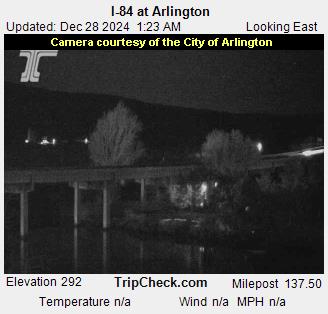 I-84 at Arlington
Updated: Dec 28 2024 1:23 AM Looking East
Camera courtesy of the City of Arlington
Elevation 292 TripCheck.com Milepost 137.50
Temperature n/a Wind n/a MPH n/a